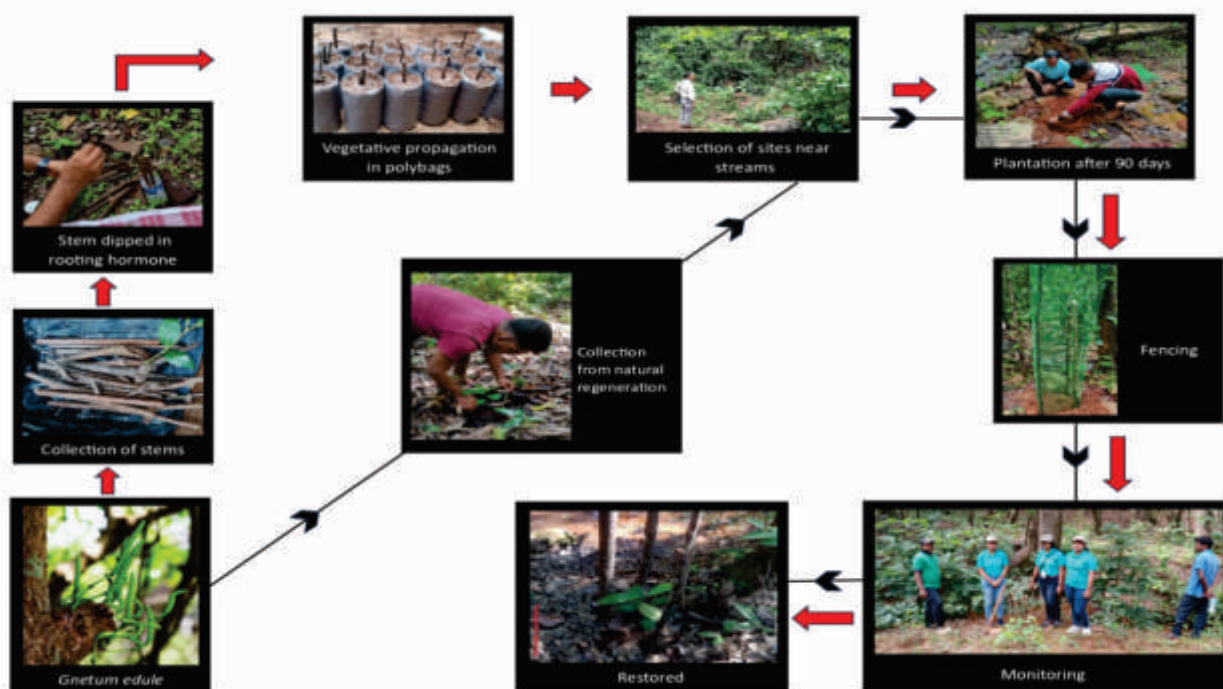 Vegetative propagation
in polybags
Selection of sites near
streams
Plantation after 90 days
Stem dipped in
rooting hormone
Collection
from natural
regeneration
Fencing
Collection of stems
Gnetum edule
Restored
Monitoring